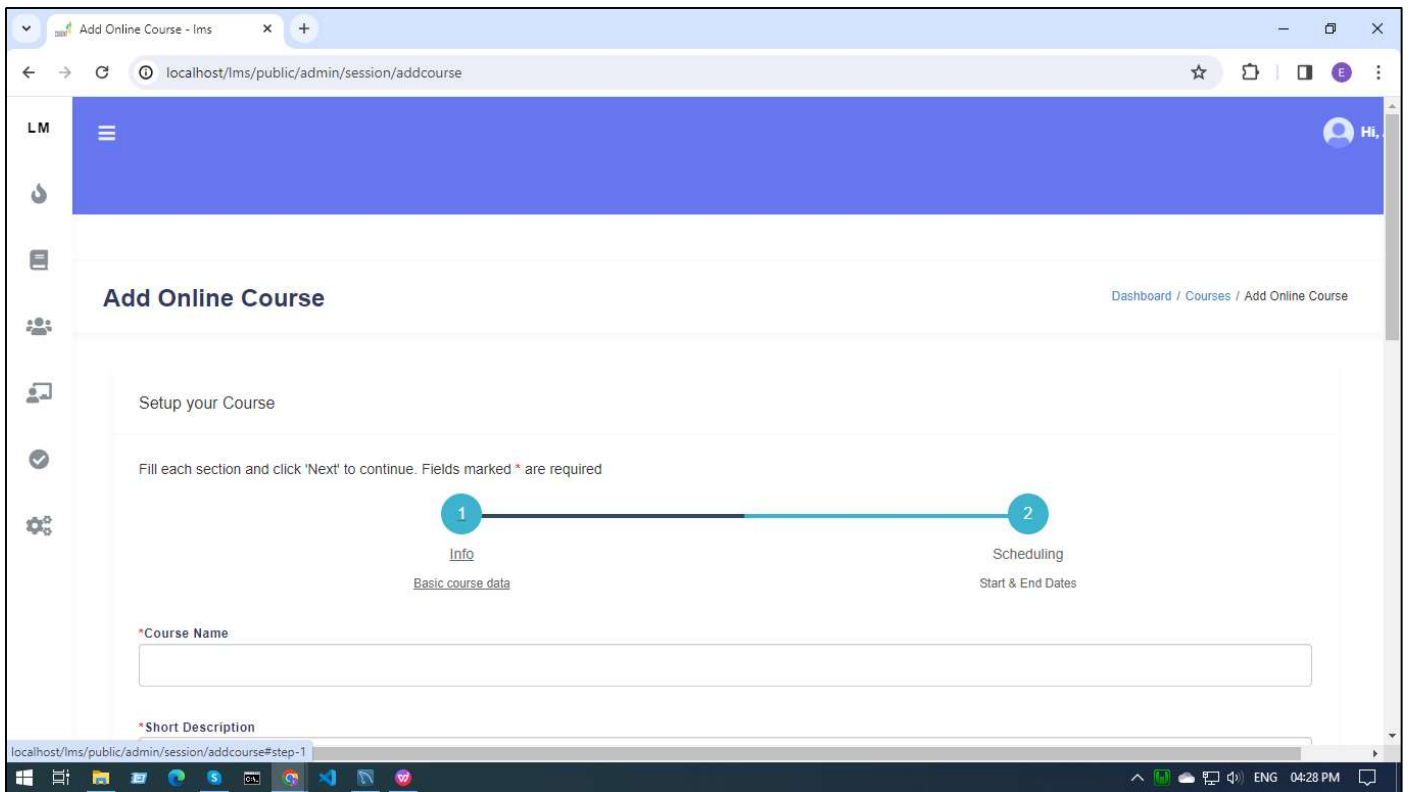 Add Online Course - lms
localhost/lms/public/admin/session/addcourse
E
LM
Hi,
Add Online Course
Dashboard / Courses / Add Online Course
Setup your Course
Fill each section and click 'Next' to continue. Fields marked * are required
1
2
Info
Scheduling
Basic course data
Start & End Dates
*Course Name
*Short Description
localhost/lms/public/admin/session/addcourse#step-1
ENG 04:28 PM